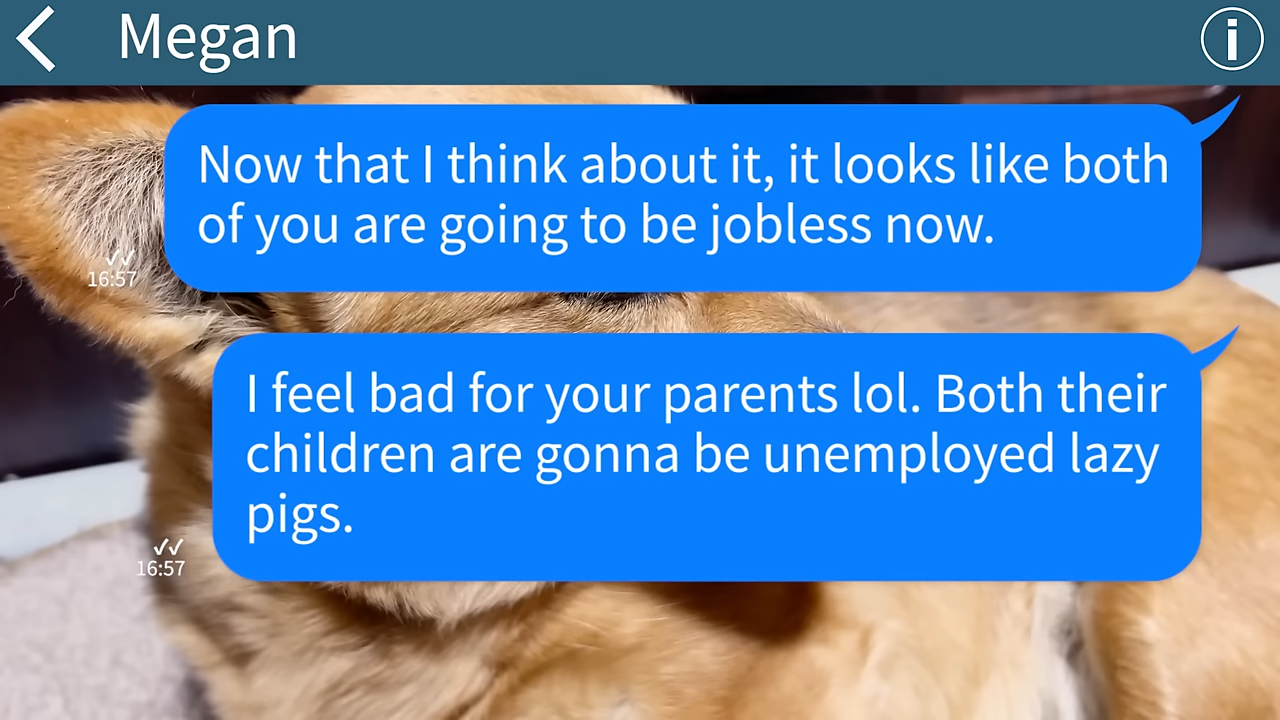 Megan
Now that I think about it, it looks like both
of you are going to be jobless now.
16:57
I feel bad for your parents lol. Both their
children are gonna be unemployed lazy
pigs.
16:57